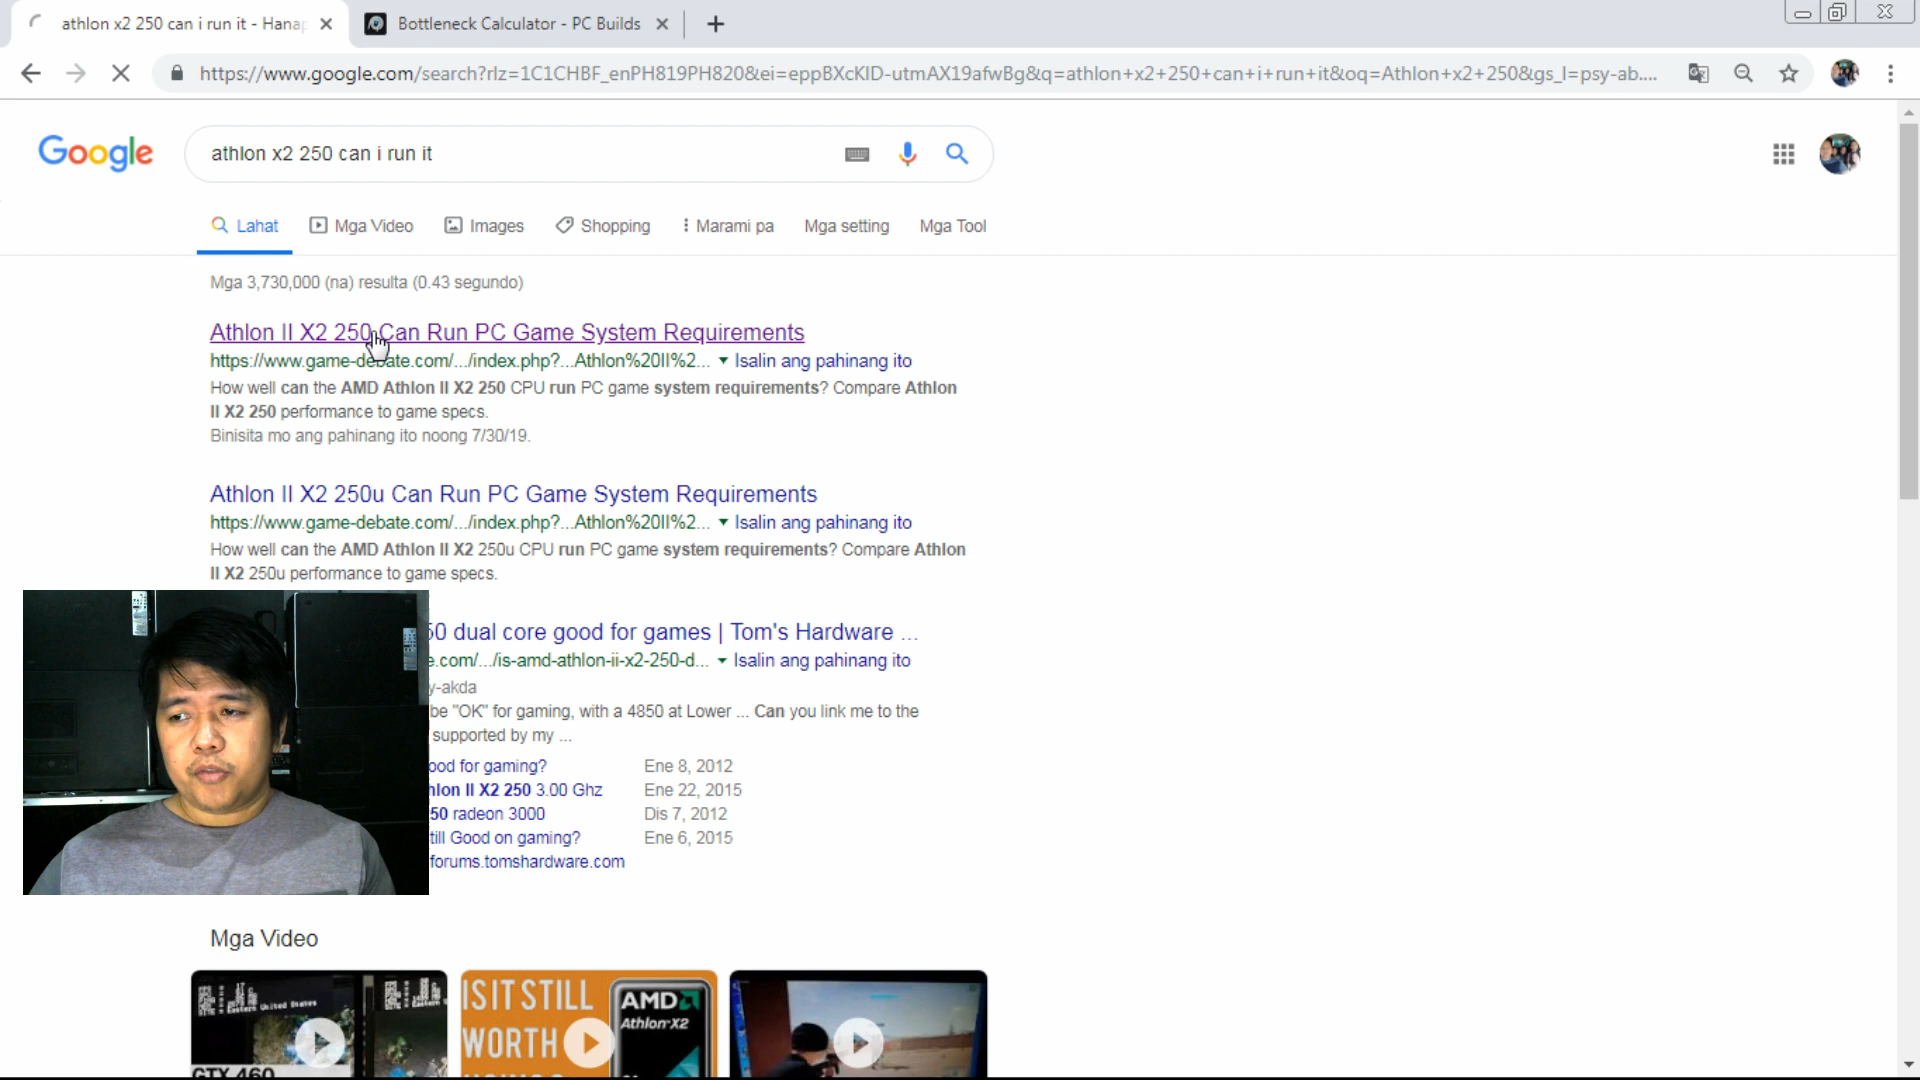 athlon x2 250 can i run it - Hanap
Bottleneck Calculator - PC Builds
https://www.google.com/search?rlz=1C1CHBF_enPH819PH820&ei=eppBXcKID-utmAX19afwBg&q=athlon+x2+250+can+i+run+it&oq=Athlon+x2+250&gs_l=psy-ab....
Google
athlon x2 250 can i run it
Lahat
Mga Video
Images
Shopping
Marami pa
Mga setting
Mga Tool
Mga 3,730,000 (na) resulta (0.43 segundo)
Athlon II X2 250 Can Run PC Game System Requirements
https://www.game-debate.com/.../index.php?...Athlon%20II%2... Isalin ang pahinang ito
How well can the AMD Athlon II X2 250 CPU run PC game system requirements? Compare Athlon
II X2 250 performance to game specs.
Binisita mo ang pahinang ito noong 7/30/19.
Athlon II X2 250u Can Run PC Game System Requirements
https://www.game-debate.com/.../index.php?...Athlon%20II%2... Isalin ang pahinang ito
How well can the AMD Athlon II X2 250u CPU run PC game system requirements? Compare Athlon
II X2 250u performance to game specs.
50 dual core good for games | Tom's Hardware ...
e.com/.../is-amd-athlon-ii-x2-250-d... Isalin ang pahinang ito
y-akda
be "OK" for gaming, with a 4850 at Lower ... Can you link me to the
supported by my ...
ood for gaming? Ene 8, 2012
hlon II X2 250 3.00 Ghz Ene 22, 2015
50 radeon 3000 Dis 7, 2012
till Good on gaming? Ene 6, 2015
forums.tomshardware.com
Mga Video
United States
GTX 460
IS IT STILL
WORTH
AMD
Athlon X2